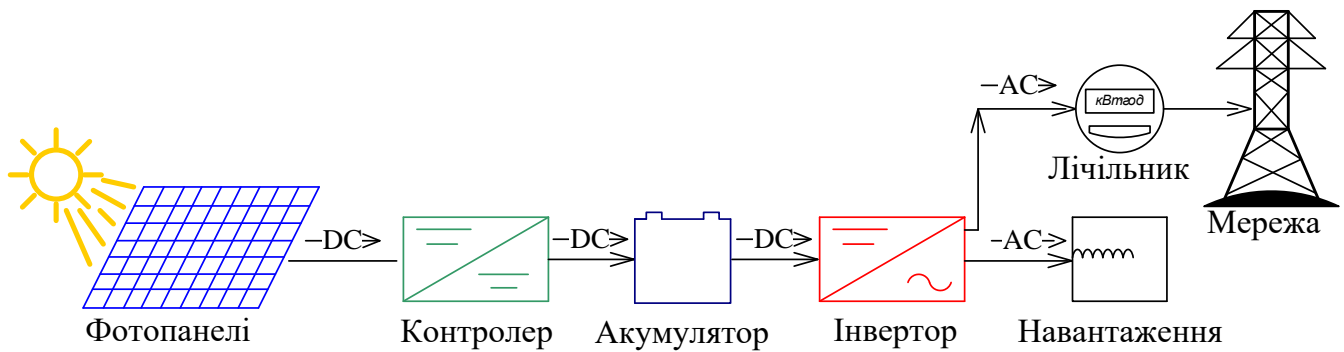 –AC→
кВтгод
Лічільник
Мережа
–DC→
–DC→
–DC→
–AC→
Фотопанелі
Контролер
Акумулятор
Інвертор
Навантаження